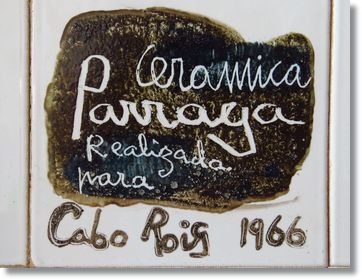 Ceramica
Parraga
Realizada
para
Cabo Roig 1966